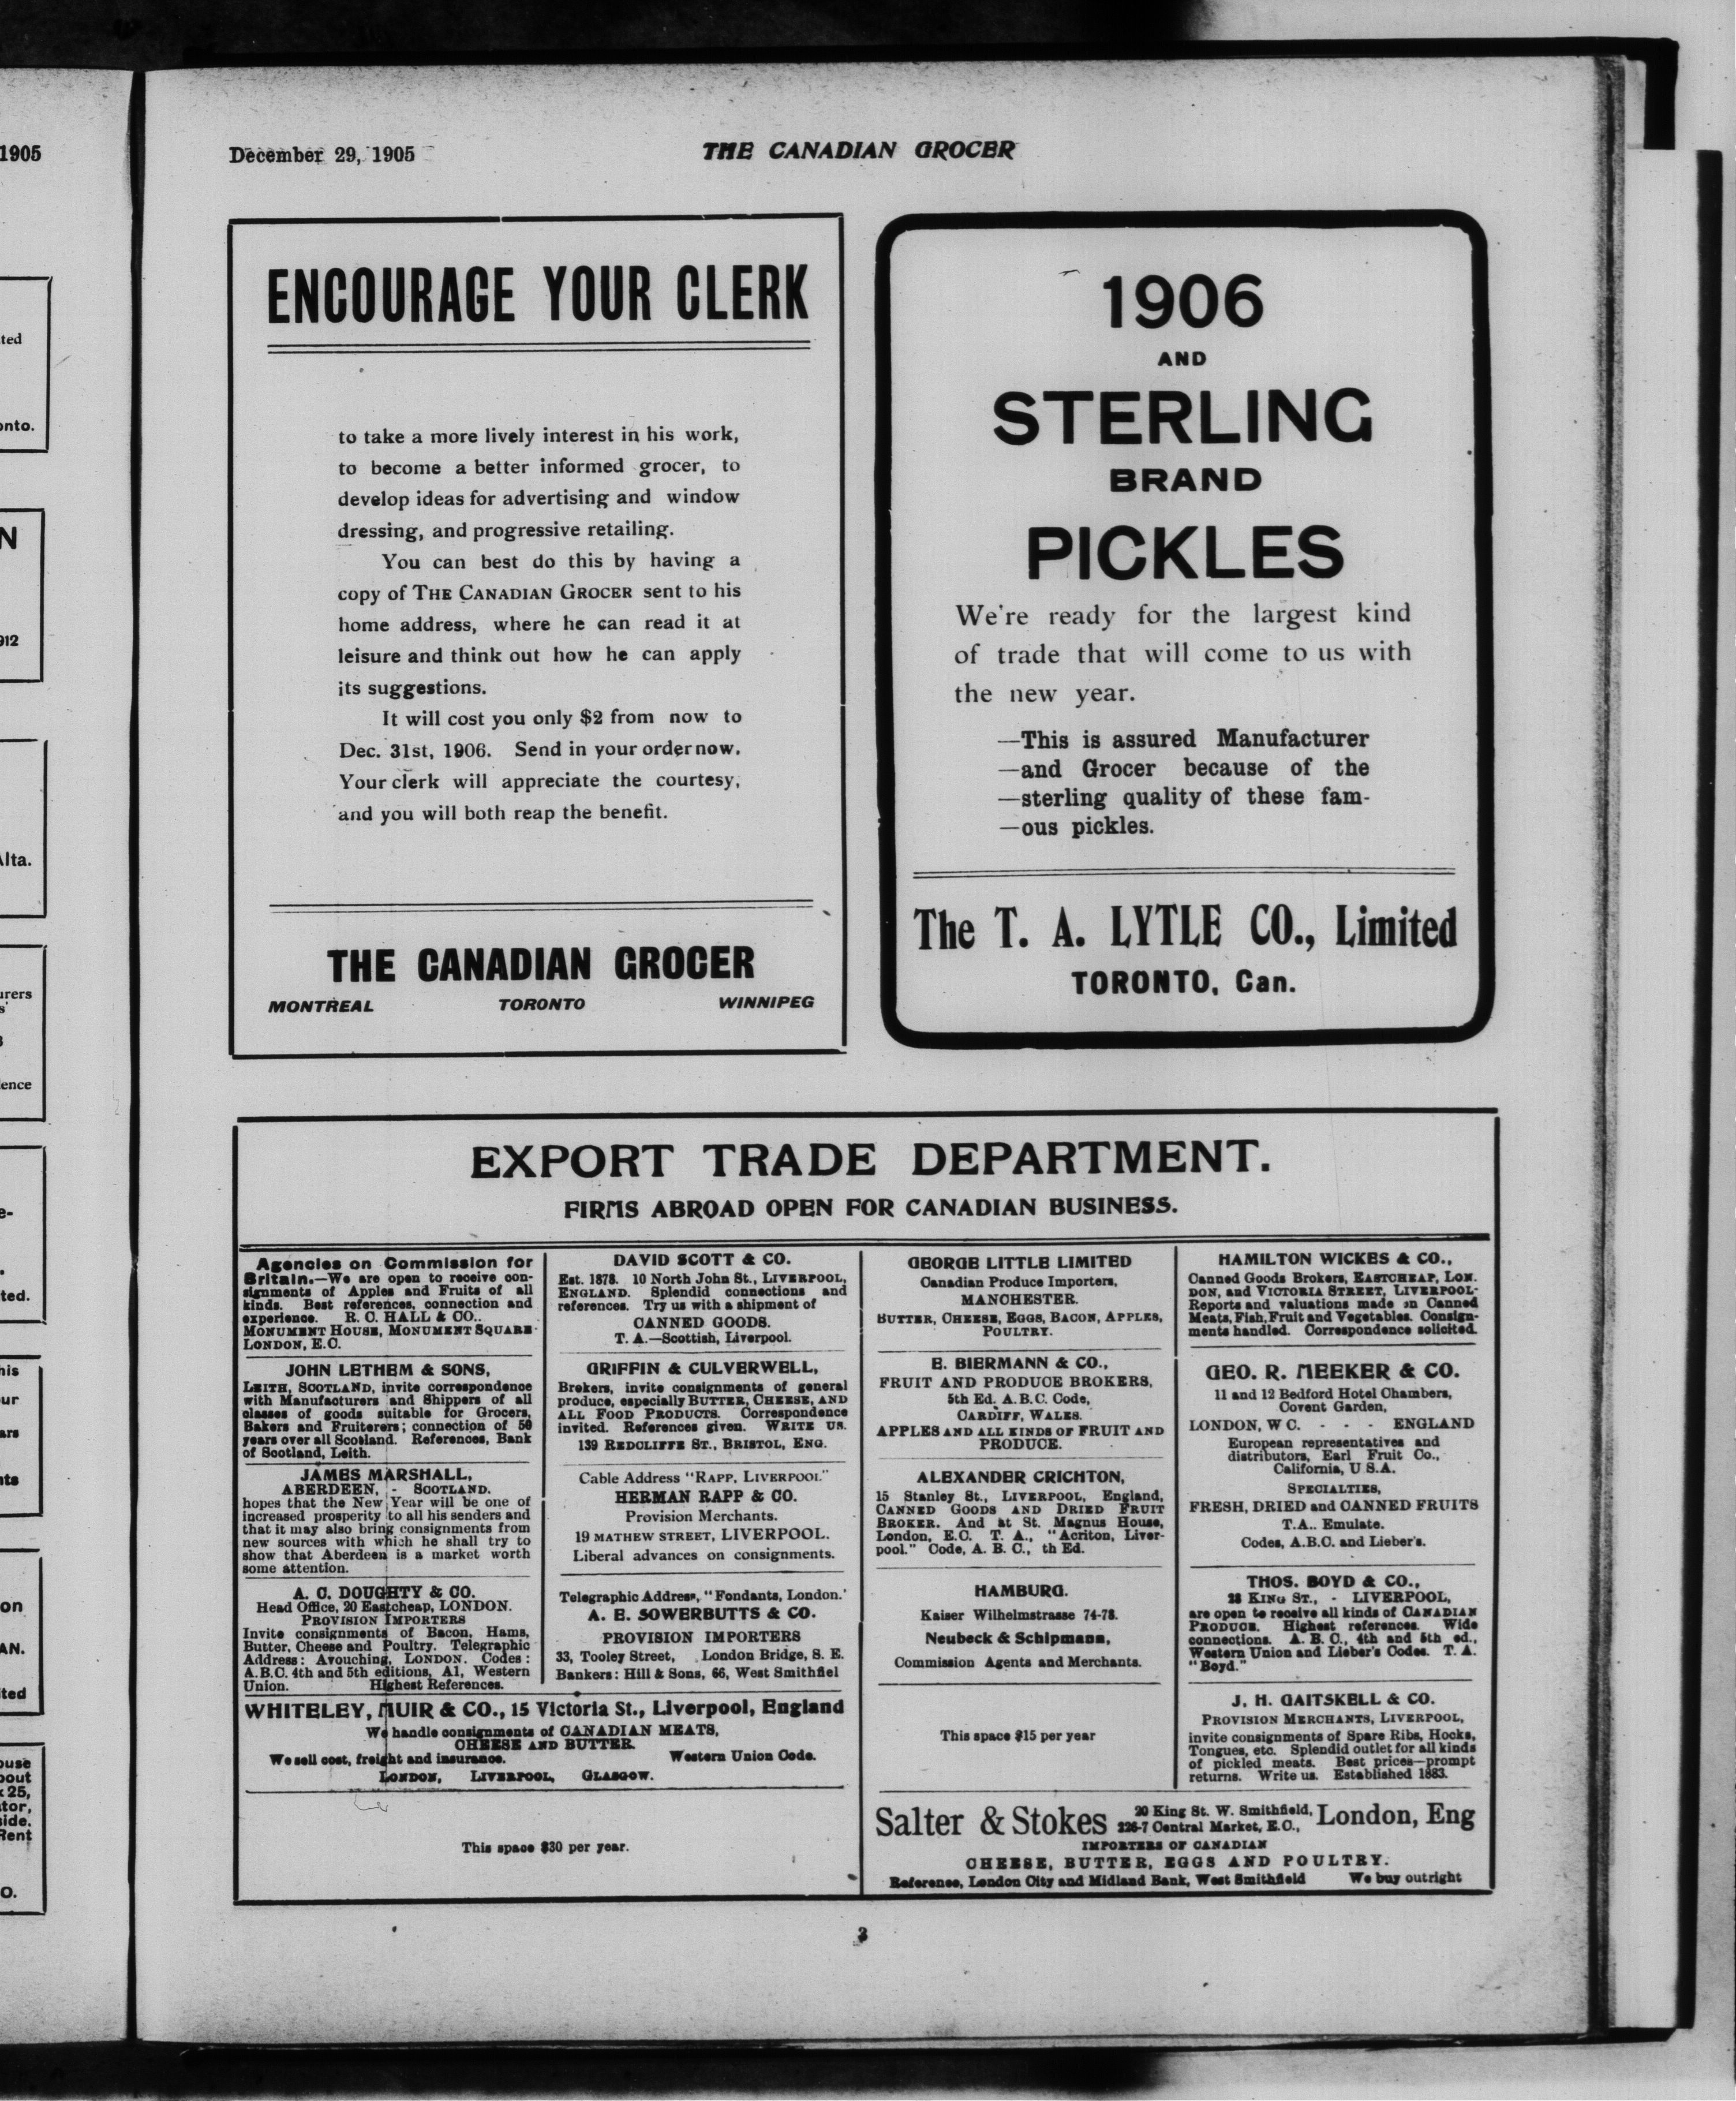 1905
ted
onto.
N
912
Alta.
urers
ence
ted.
his
ur
ars
nts
on
AN.
ited
ouse
bout
25,
tor,
side.
Rent
O.
December 29, 1905
THE CANADIAN GROCER
ENCOURAGE YOUR CLERK
to take a more lively interest in his work,
to become a better informed grocer, to
develop ideas for advertising and window
dressing, and progressive retailing.
You can best do this by having a
copy of THE CANADIAN GROCER sent to his
home address, where he can read it at
leisure and think out how he can apply
its suggestions.
It will cost you only $2 from now to
Dec. 31st, 1906. Send in your order now.
Your clerk will appreciate the courtesy,
and you will both reap the benefit.
THE CANADIAN GROCER
MONTREAL TORONTO WINNIPEG
1906
AND
STERLING
BRAND
PICKLES
We're ready for the largest kind
of trade that will come to us with
the new year.
—This is assured Manufacturer
—and Grocer because of the
—sterling quality of these fam-
—ous pickles.
The T. A. LYTLE CO., Limited
TORONTO, Can.
EXPORT TRADE DEPARTMENT.
FIRMS ABROAD OPEN FOR CANADIAN BUSINESS.
Agencies on Commission for
Britain.—We are open to receive con-
signments of Apples and Fruits of all
kinds. Best references, connection and
experience. R. C. HALL & CO..
MONUMENT HOUSE, MONUMENT SQUARE
LONDON, E.C.
JOHN LETHEM & SONS,
LEITH, SCOTLAND, invite correspondence
with Manufacturers and Shippers of all
classes of goods suitable for Grocers,
Bakers and Fruiterers; connection of 50
years over all Scotland. References, Bank
of Scotland, Leith.
JAMES MARSHALL,
ABERDEEN, - SCOTLAND.
hopes that the New Year will be one of
increased prosperity to all his senders and
that it may also bring consignments from
new sources with which he shall try to
show that Aberdeen is a market worth
some attention.
A. C. DOUGHTY & CO.
Head Office, 20 Eastcheap, LONDON.
PROVISION IMPORTERS
Invite consignments of Bacon, Hams,
Butter, Cheese and Poultry. Telegraphic
Address: Avouching, LONDON. Codes:
A.B.C. 4th and 5th editions, A1, Western
Union. Highest References.
DAVID SCOTT & CO.
Est. 1878. 10 North John St., LIVERPOOL,
ENGLAND. Splendid connections and
references. Try us with a shipment of
CANNED GOODS.
T. A.—Scottish, Liverpool.
GRIFFIN & CULVERWELL,
Brokers, invite consignments of general
produce, especially BUTTER, CHEESE, AND
ALL FOOD PRODUCTS. Correspondence
invited. References given. WRITE US.
139 REDCLIFFE ST., BRISTOL, ENG.
Cable Address "RAPP, LIVERPOOL"
HERMAN RAPP & CO.
Provision Merchants.
19 MATHEW STREET, LIVERPOOL.
Liberal advances on consignments.
Telegraphic Address, "Fondants, London.'
A. E. SOWERBUTTS & CO.
PROVISION IMPORTERS
33, Tooley Street, London Bridge, S. E.
Bankers: Hill & Sons, 66, West Smithfiel
WHITELEY, MUIR & CO., 15 Victoria St., Liverpool, England
We handle consignments of CANADIAN MEATS,
CHEESE AND BUTTER.
We sell cost, freight and insurance. Western Union Code.
LONDON, LIVERPOOL, GLASGOW.
This space $30 per year.
GEORGE LITTLE LIMITED
Canadian Produce Importers,
MANCHESTER.
BUTTER, CHEESE, EGGS, BACON, APPLES,
POULTRY.
E. BIERMANN & CO.,
FRUIT AND PRODUCE BROKERS,
5th Ed. A.B.C. Code,
CARDIFF, WALES.
APPLES AND ALL KINDS OF FRUIT AND
PRODUCE.
ALEXANDER CRICHTON,
15 Stanley St., LIVERPOOL, England,
CANNED GOODS AND DRIED FRUIT
BROKER. And at St. Magnus House,
London, E.C. T. A., "Acriton, Liver-
pool." Code, A. B. C., th Ed.
HAMBURG.
Kaiser Wilhelmstrasse 74-78.
Neubeck & Schipmann,
Commission Agents and Merchants.
This space $15 per year
HAMILTON WICKES & CO.,
Canned Goods Brokers, EASTCHEAP, LON.
DON, and VICTORIA STREET, LIVERPOOL-
Reports and valuations made on Canned
Meats, Fish, Fruit and Vegetables. Consign-
ments handled. Correspondence solicited.
GEO. R. MEEKER & CO.
11 and 12 Bedford Hotel Chambers,
Covent Garden,
LONDON, W C. - - - ENGLAND
European representatives and
distributors, Earl Fruit Co.,
California, U S.A.
SPECIALTIES,
FRESH, DRIED and CANNED FRUITS
T.A.. Emulate.
Codes, A.B.C. and Lieber's.
THOS. BOYD & CO.,
28 KING ST., - LIVERPOOL,
are open to receive all kinds of CANADIAN
PRODUCE. Highest references. Wide
connections. A. B. C., 4th and 5th ed.,
Western Union and Lieber's Codes. T. A.
"Boyd."
J. H. GAITSKELL & CO.
PROVISION MERCHANTS, LIVERPOOL,
invite consignments of Spare Ribs, Hocks,
Tongues, etc. Splendid outlet for all kinds
of pickled meats. Best prices—prompt
returns. Write us. Established 1883.
Salter & Stokes 20 King St. W. Smithfield, 226-7 Central Market, E.C., London, Eng
IMPORTERS OF CANADIAN
CHEESE, BUTTER, EGGS AND POULTRY.
Reference, London City and Midland Bank, West Smithfield We buy outright
3